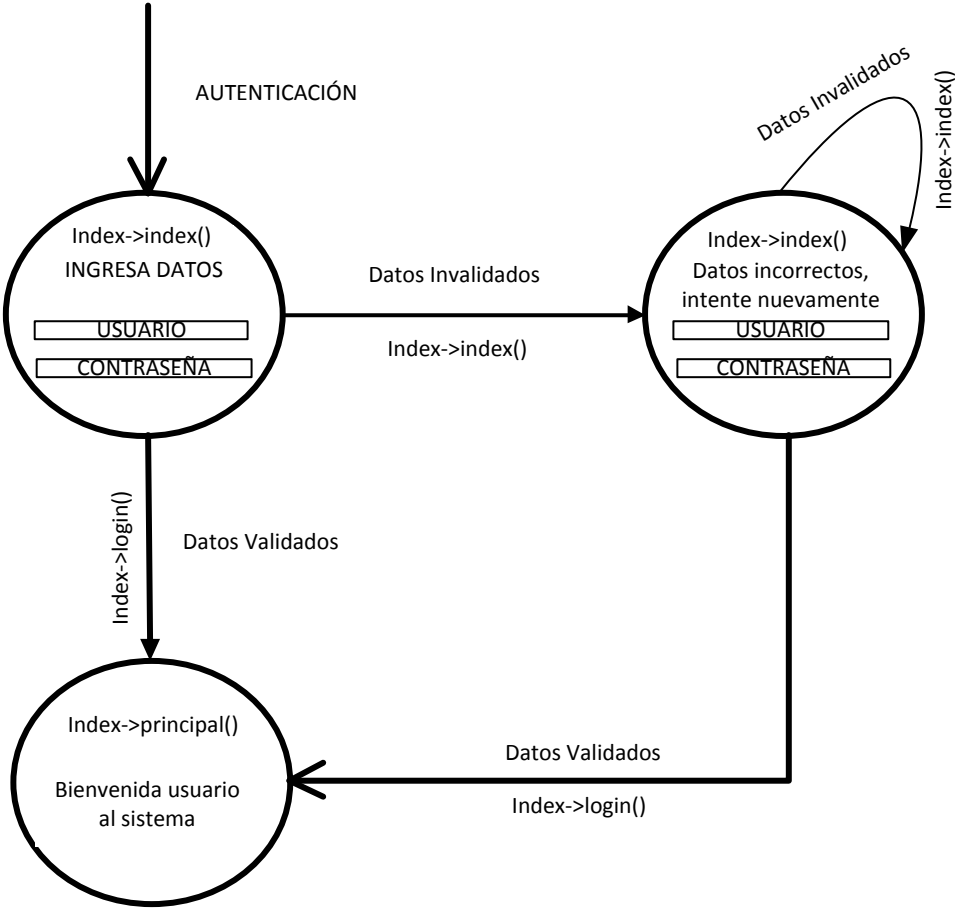 AUTENTICACIÓN
Index->index()
INGRESA DATOS
USUARIO
CONTRASEÑA
Datos Invalidados
Index->index()
Datos Invalidados
Index->index()
Index->index()
Datos incorrectos,
intente nuevamente
USUARIO
CONTRASEÑA
Index->login()
Datos Validados
Index->principal()
Bienvenida usuario
al sistema
Datos Validados
Index->login()